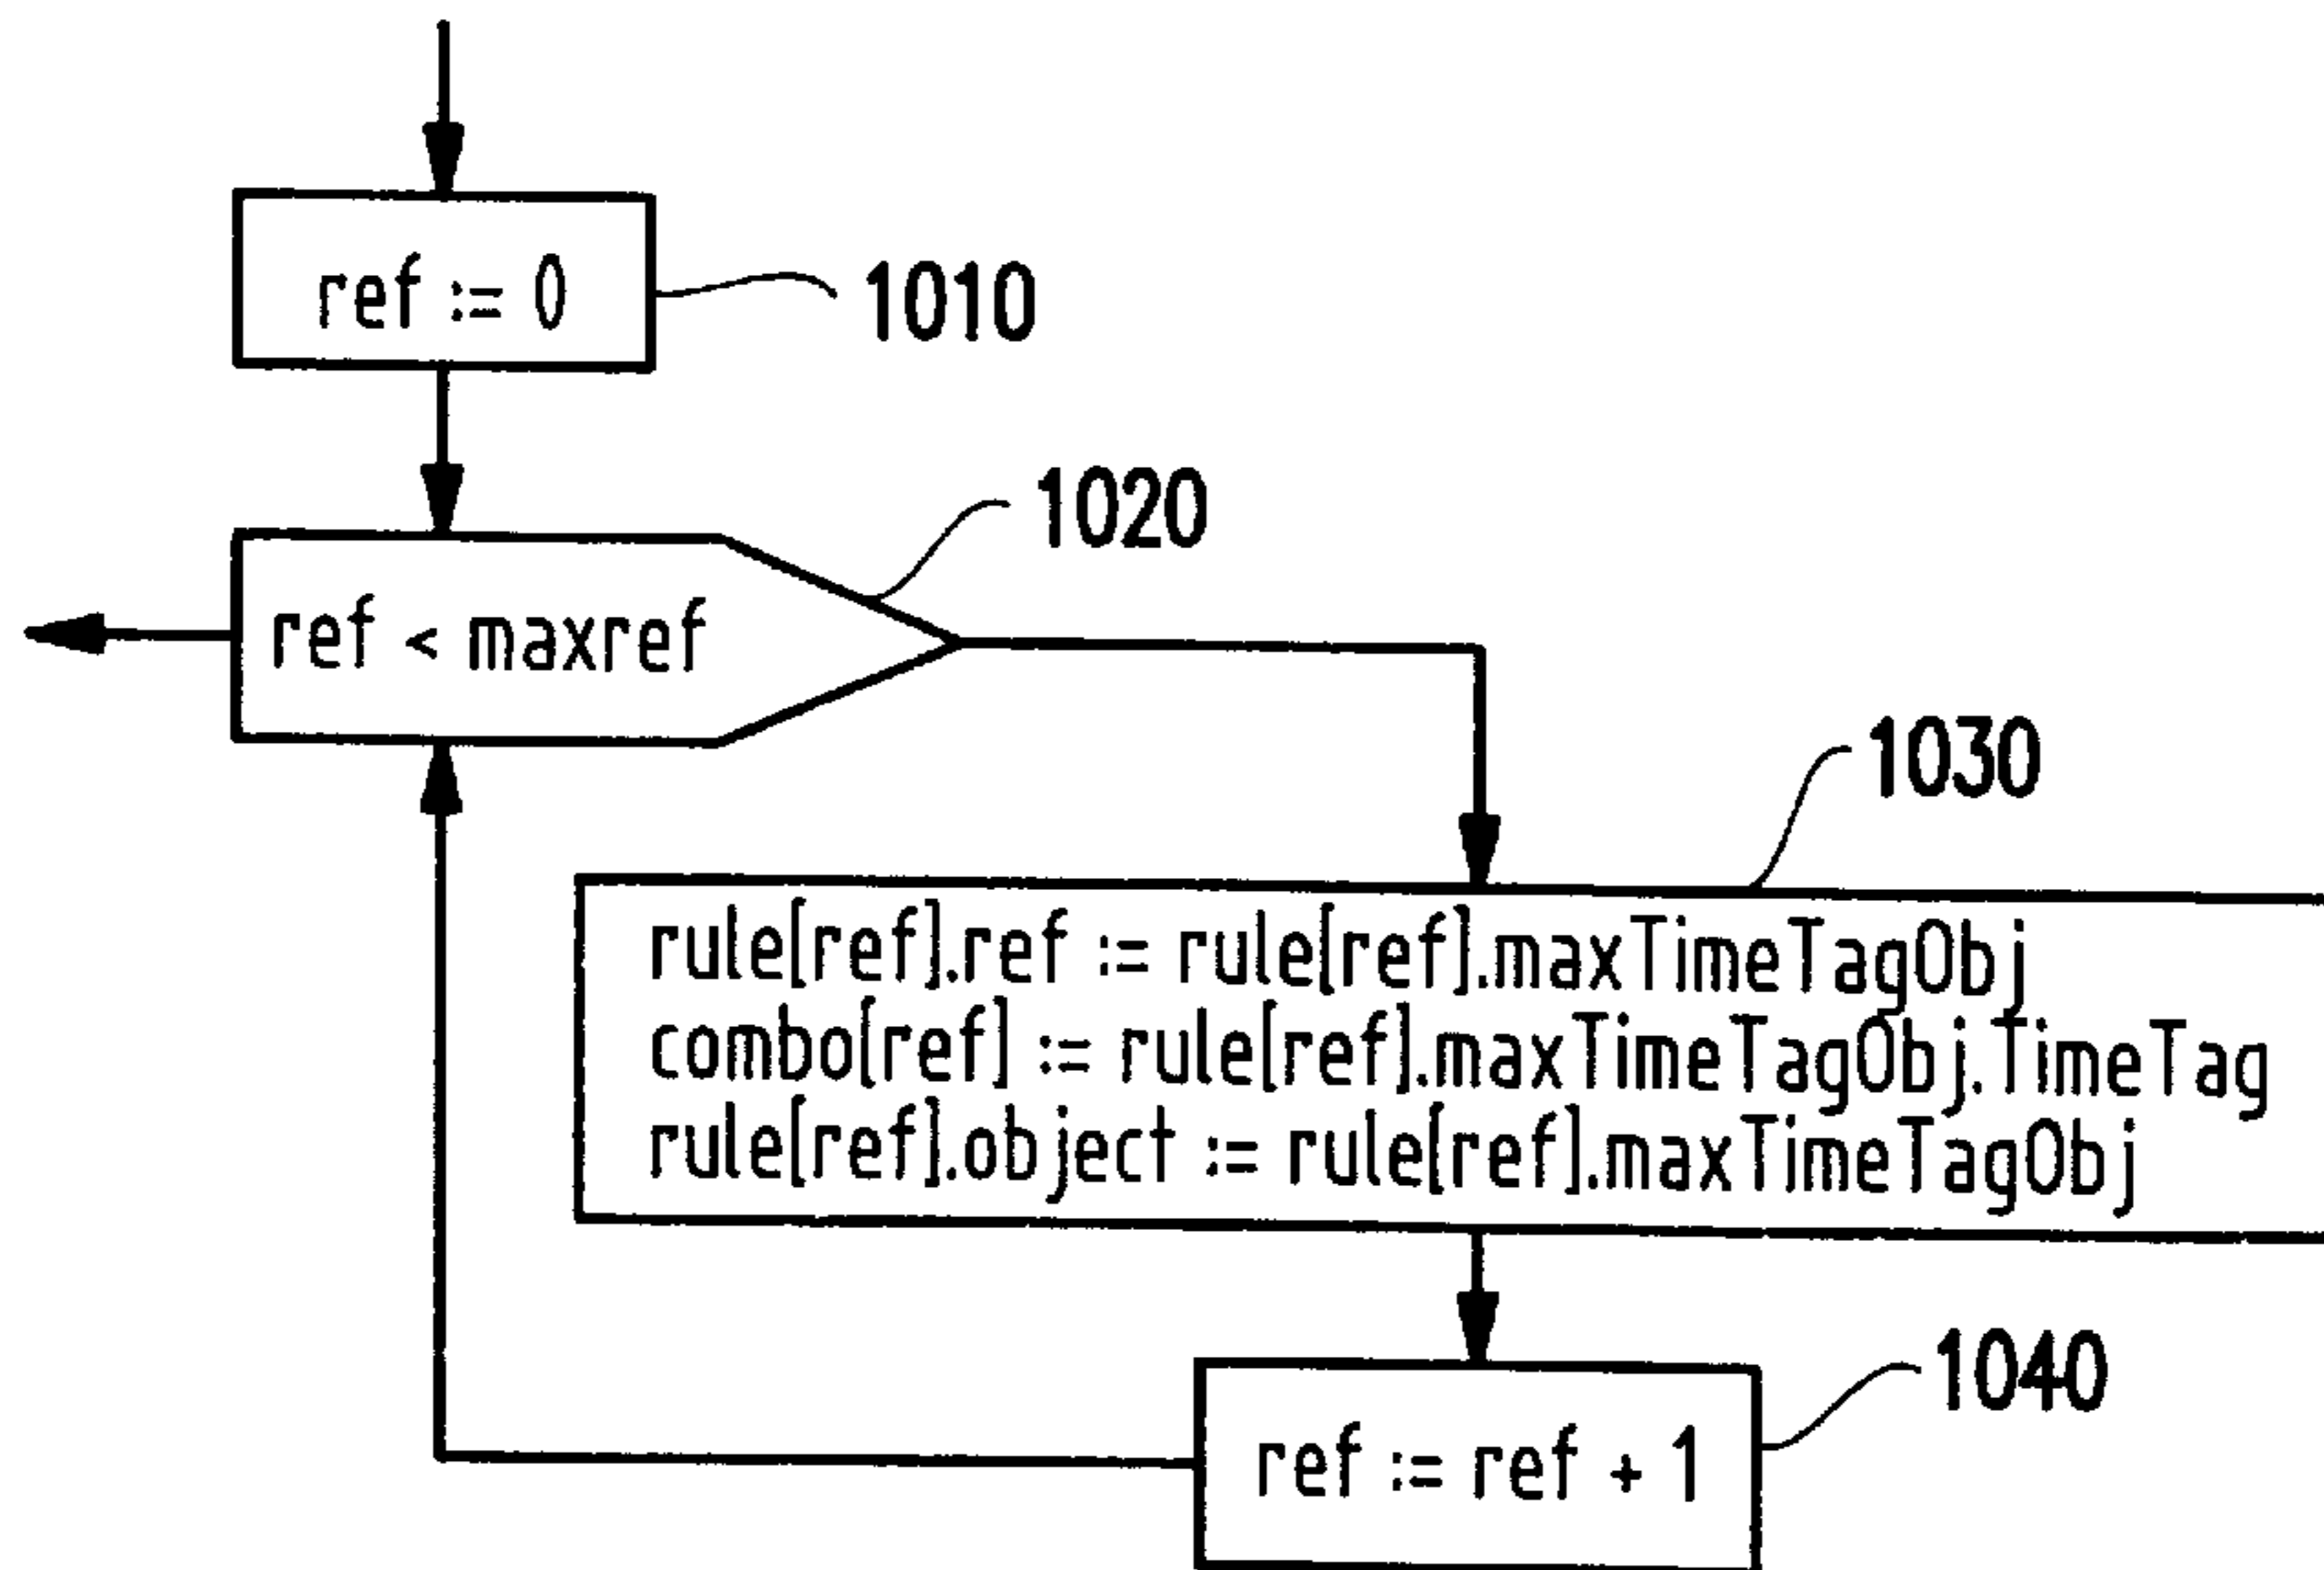 ref := 0
1010
1020
ref < maxref
1030
rule[ref].ref := rule[ref].maxTimeTagObj
combo[ref] := rule[ref].maxTimeTagObj.TimeTag
rule[ref].object := rule[ref].maxTimeTagObj
1040
ref := ref + 1